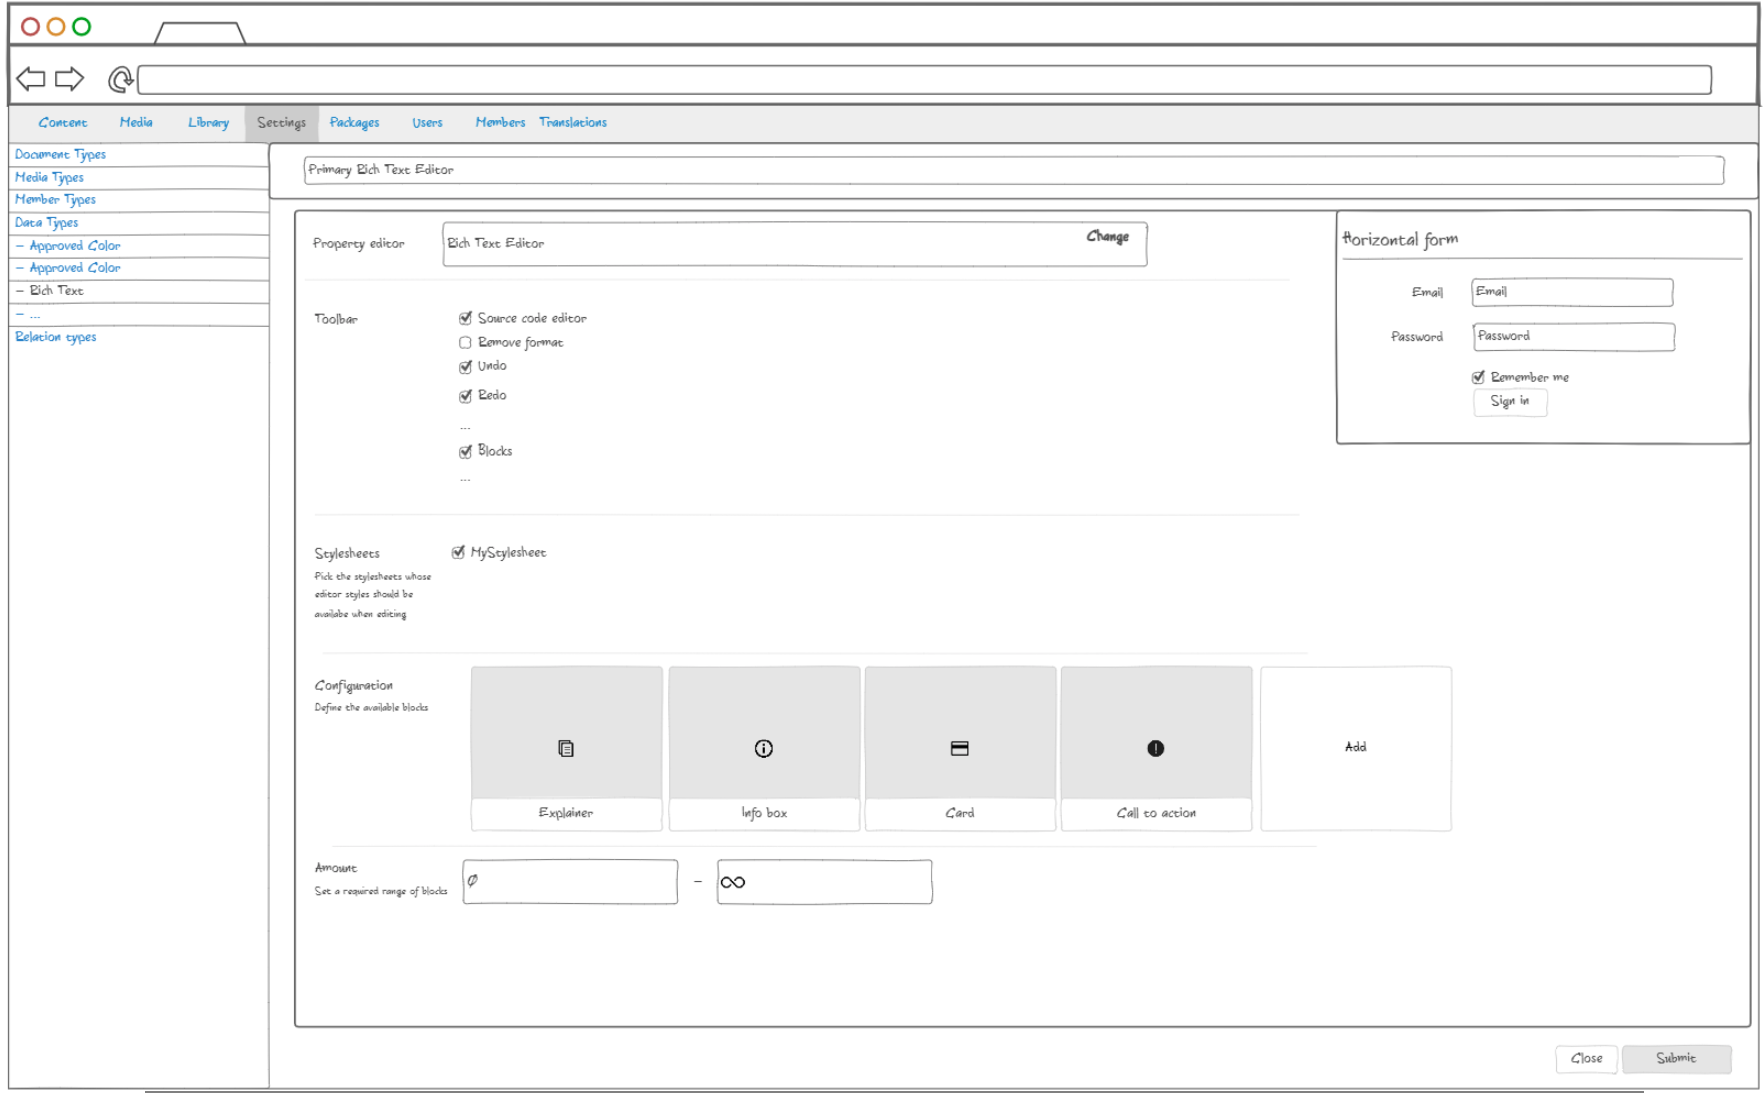 Content Media Library Settings Packages Users Members Translations
Document Types
Media Types
Member Types
Data Types
- Approved Color
- Approved Color
- Rich Text
- ...
Relation types
Primary Rich Text Editor
Property editor
Rich Text Editor
Change
Toolbar
Source code editor
Remove format
Undo
Redo
...
Blocks
...
Stylesheets
Pick the stylesheets whose
editor styles should be
availabe when editing
MyStylesheet
Configuration
Define the available blocks
Explainer
Info box
Card
Call to action
Add
Amount
Set a required range of blocks
0
-
∞
Horizontal form
Email
Email
Password
Password
Remember me
Sign in
Close
Submit